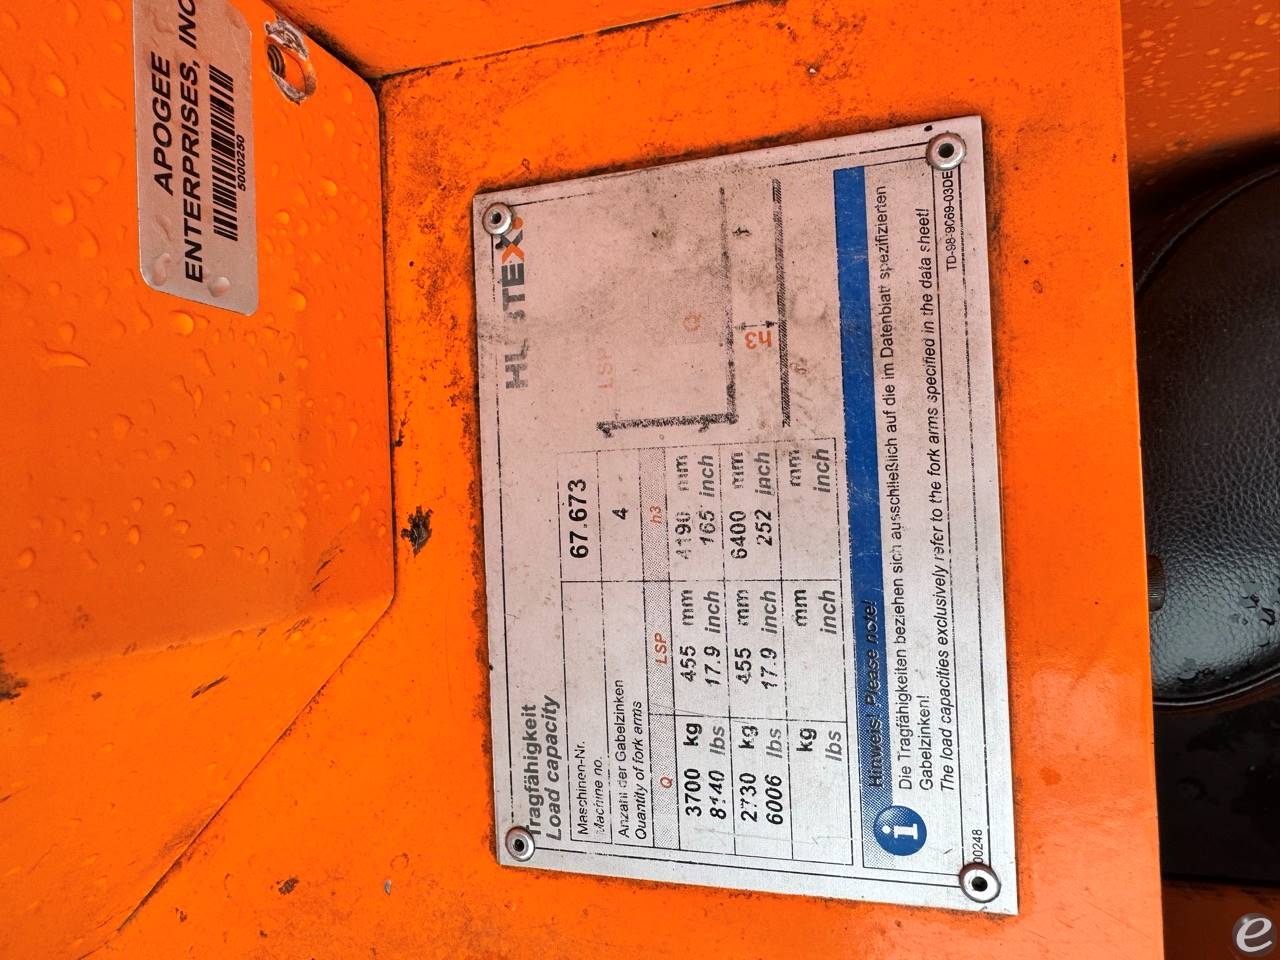 APOGEE
ENTERPRISES, INC
5000250
HUBTEX
Tragfähigkeit
Load capacity
Maschinen-Nr.
Machine no.
67.673
Anzahl der Gabelzinken
Quantity of fork arms
4
Q LSP h3
3700 kg 455 mm 4190 mm
8140 lbs 17.9 inch 165 inch
2730 kg 455 mm 6400 mm
6006 lbs 17.9 inch 252 inch
kg mm mm
lbs inch inch
LSP
Q
h3
Hinweis! Please note!
Die Tragfähigkeiten beziehen sich ausschließlich auf die im Datenblatt spezifizierten
Gabelzinken!
The load capacities exclusively refer to the fork arms specified in the data sheet!
00248
TD-98-9069-03DE
e